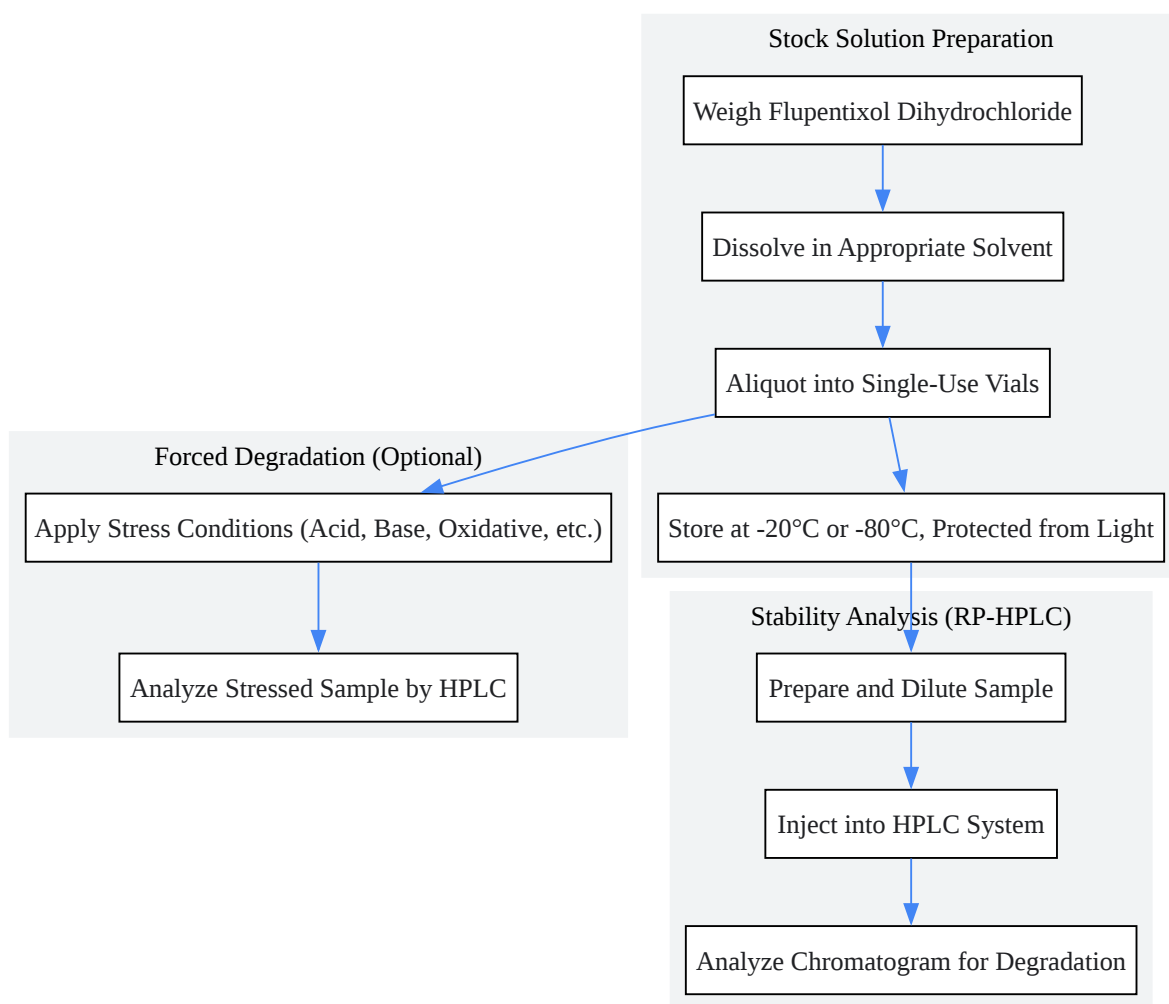 Stock Solution Preparation
Weigh Flupentixol Dihydrochloride
Dissolve in Appropriate Solvent
Aliquot into Single-Use Vials
Forced Degradation (Optional)
Apply Stress Conditions (Acid, Base, Oxidative, etc.)
Store at -20°C or -80°C, Protected from Light
Stability Analysis (RP-HPLC)
Analyze Stressed Sample by HPLC
Prepare and Dilute Sample
Inject into HPLC System
Analyze Chromatogram for Degradation